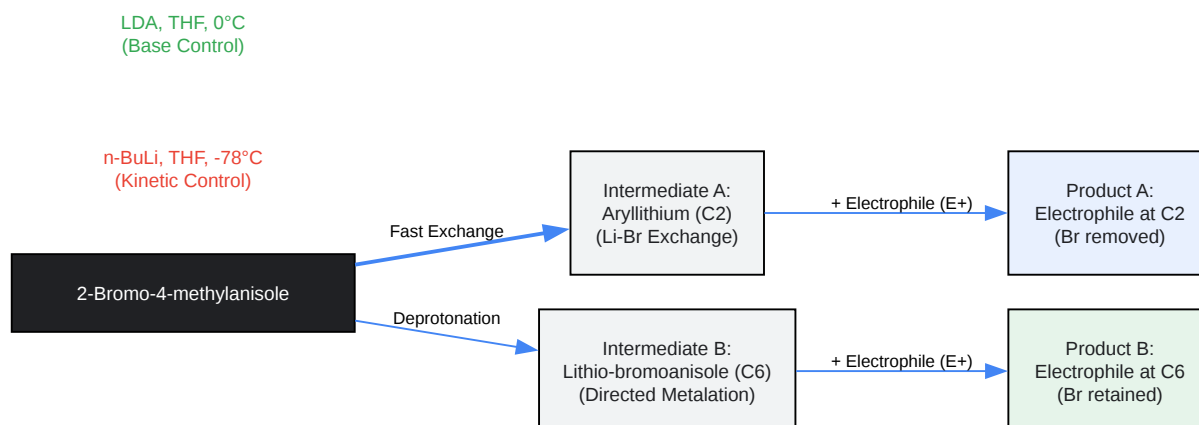 LDA, THF, 0°C
(Base Control)
n-BuLi, THF, -78°C
(Kinetic Control)
2-Bromo-4-methylanisole
Fast Exchange
Deprotonation
Intermediate A:
Aryllithium (C2)
(Li-Br Exchange)
+ Electrophile (E+)
Product A:
Electrophile at C2
(Br removed)
Intermediate B:
Lithio-bromoanisole (C6)
(Directed Metalation)
+ Electrophile (E+)
Product B:
Electrophile at C6
(Br retained)